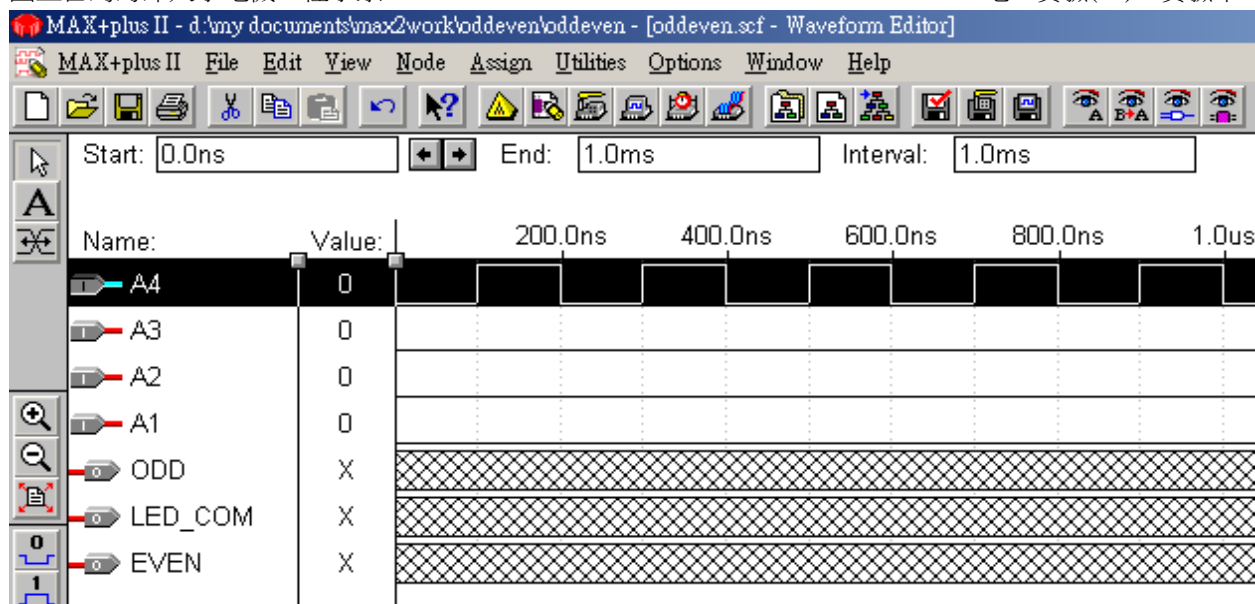 MAX+plus II - d:\my documents\max2work\oddeven\oddeven - [oddeven.scf - Waveform Editor]
MAX+plus II File Edit View Node Assign Utilities Options Window Help
Start: 0.0ns End: 1.0ms Interval: 1.0ms
A
Name: Value: 200.0ns 400.0ns 600.0ns 800.0ns 1.0us
A4 0
A3 0
A2 0
A1 0
ODD X
LED_COM X
EVEN X
0
1